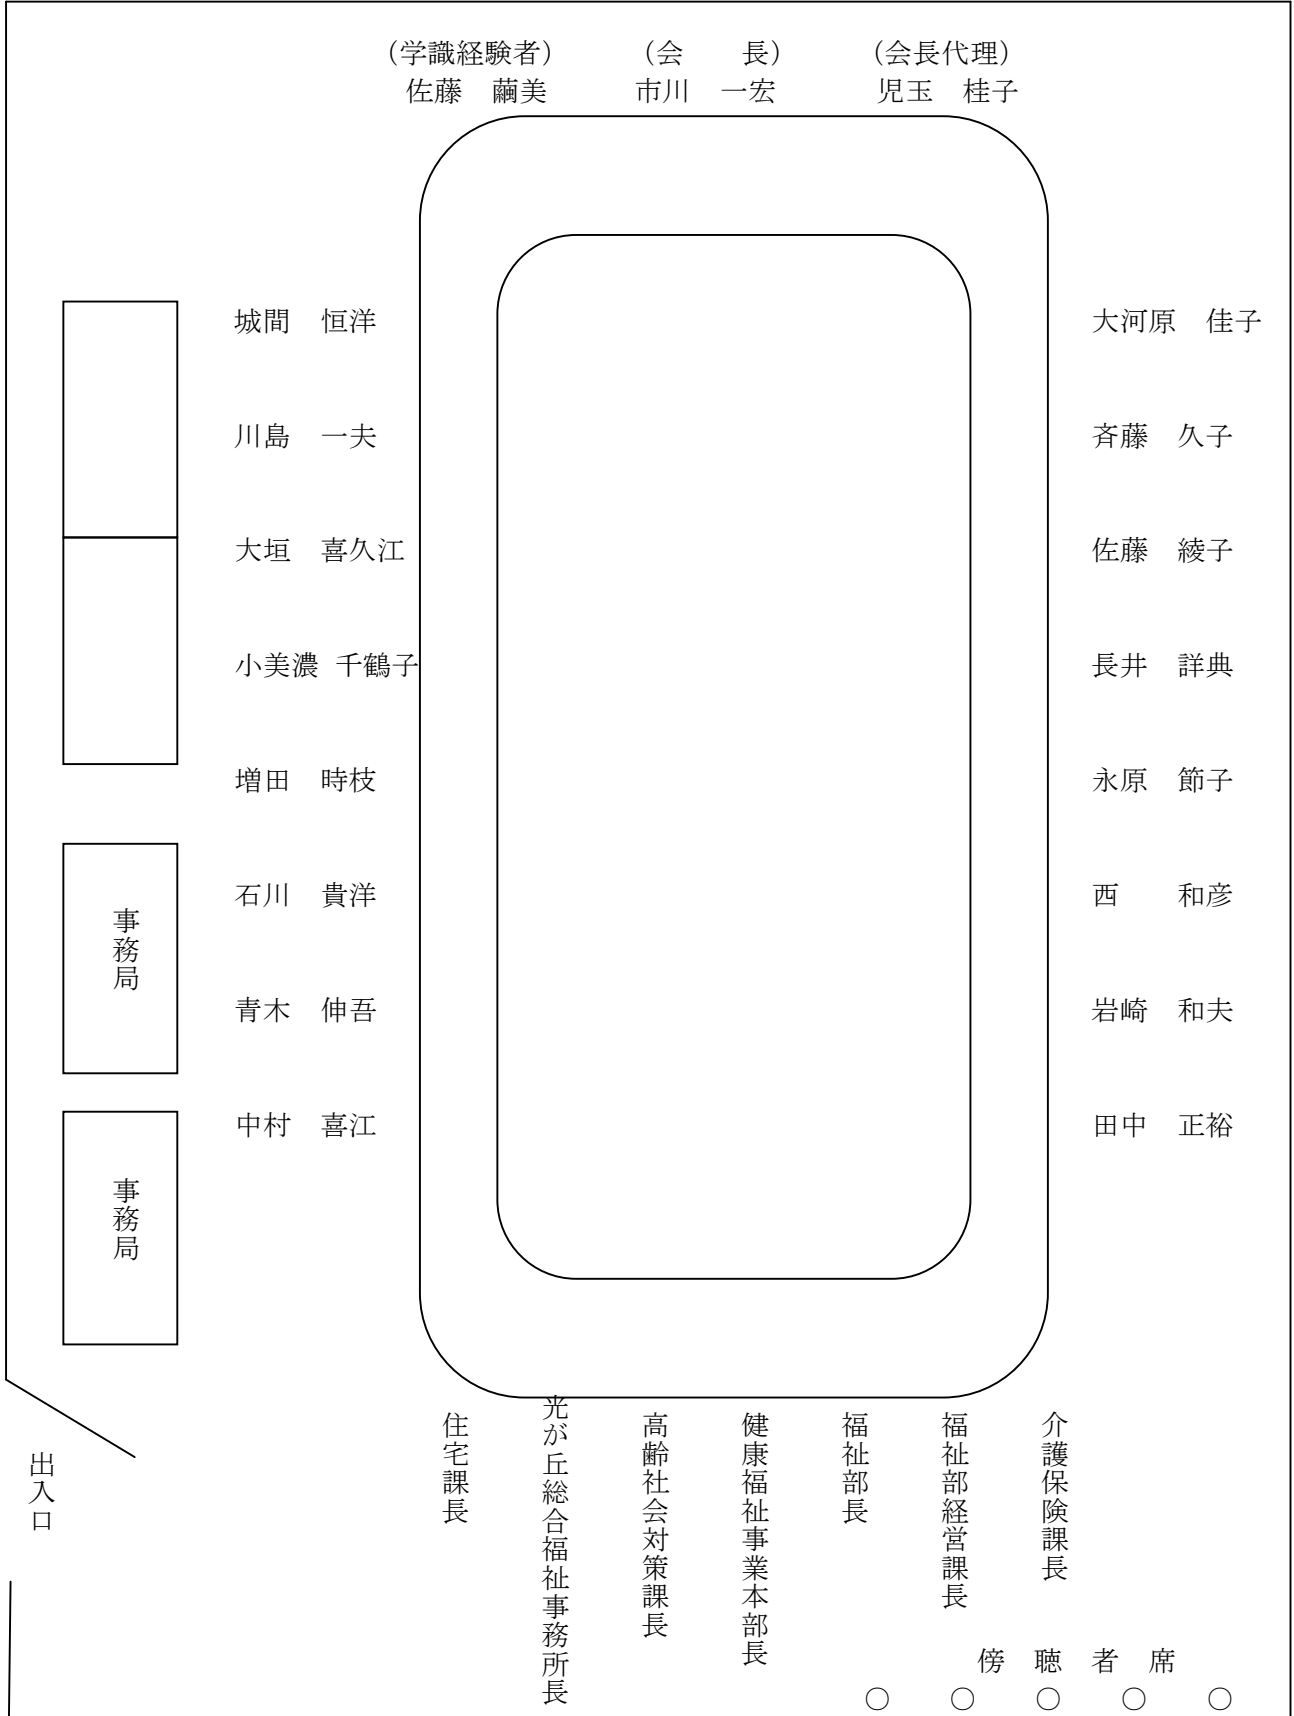 （学識経験者）　（会　　長）　（会長代理）
佐藤　繭美　市川　一宏　児玉　桂子
城間　恒洋
川島　一夫
大垣　喜久江
小美濃　千鶴子
増田　時枝
石川　貴洋
青木　伸吾
中村　喜江
大河原　佳子
斉藤　久子
佐藤　綾子
長井　詳典
永原　節子
西　　和彦
岩崎　和夫
田中　正裕
事務局
事務局
出入口
住宅課長
光が丘総合福祉事務所長
高齢社会対策課長
健康福祉事業本部長
福祉部長
福祉部経営課長
介護保険課長
傍　聴　者　席
○　○　○　○　○